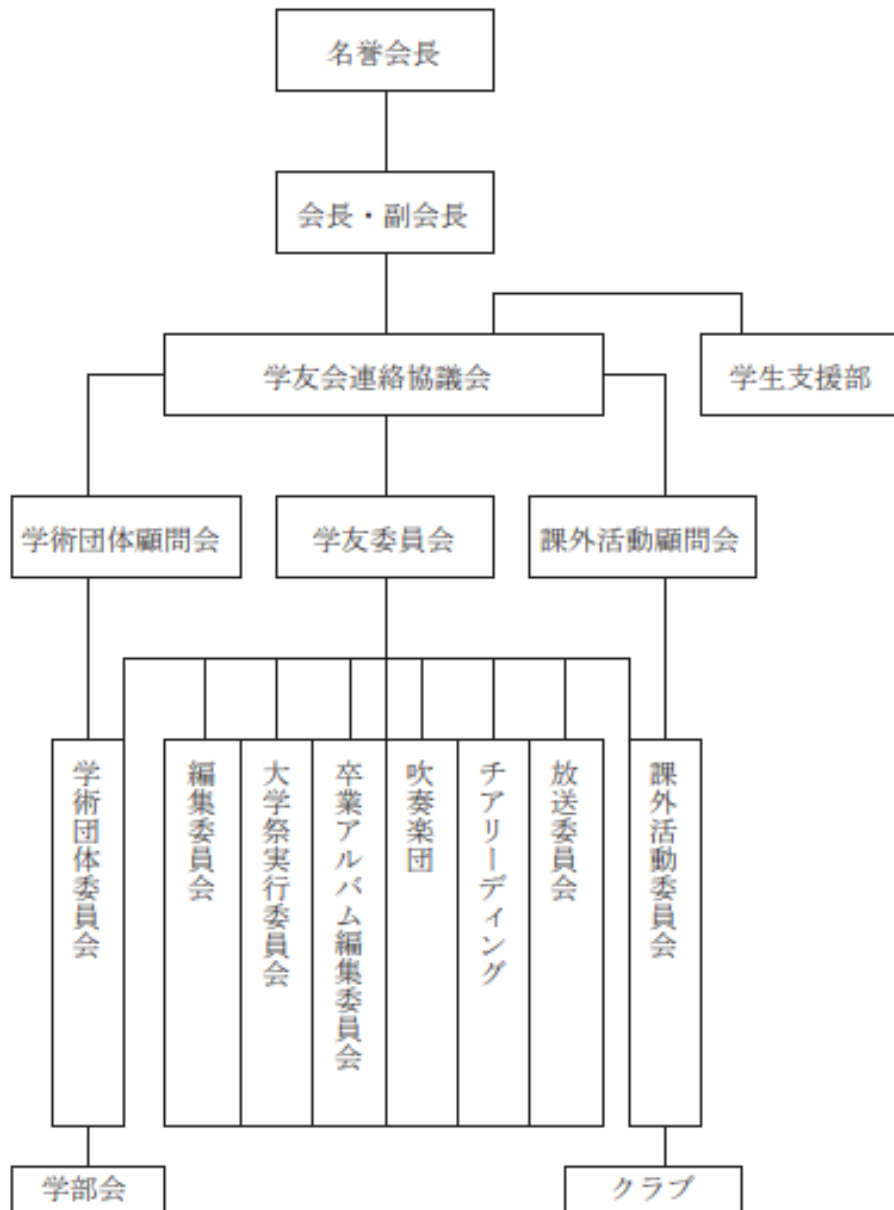 名誉会長
会長・副会長
学友会連絡協議会
学生支援部
学術団体顧問会
学友委員会
課外活動顧問会
学術団体委員会
編集委員会
大学祭実行委員会
卒業アルバム編集委員会
吹奏楽団
チアリーディング
放送委員会
課外活動委員会
学部会
クラブ